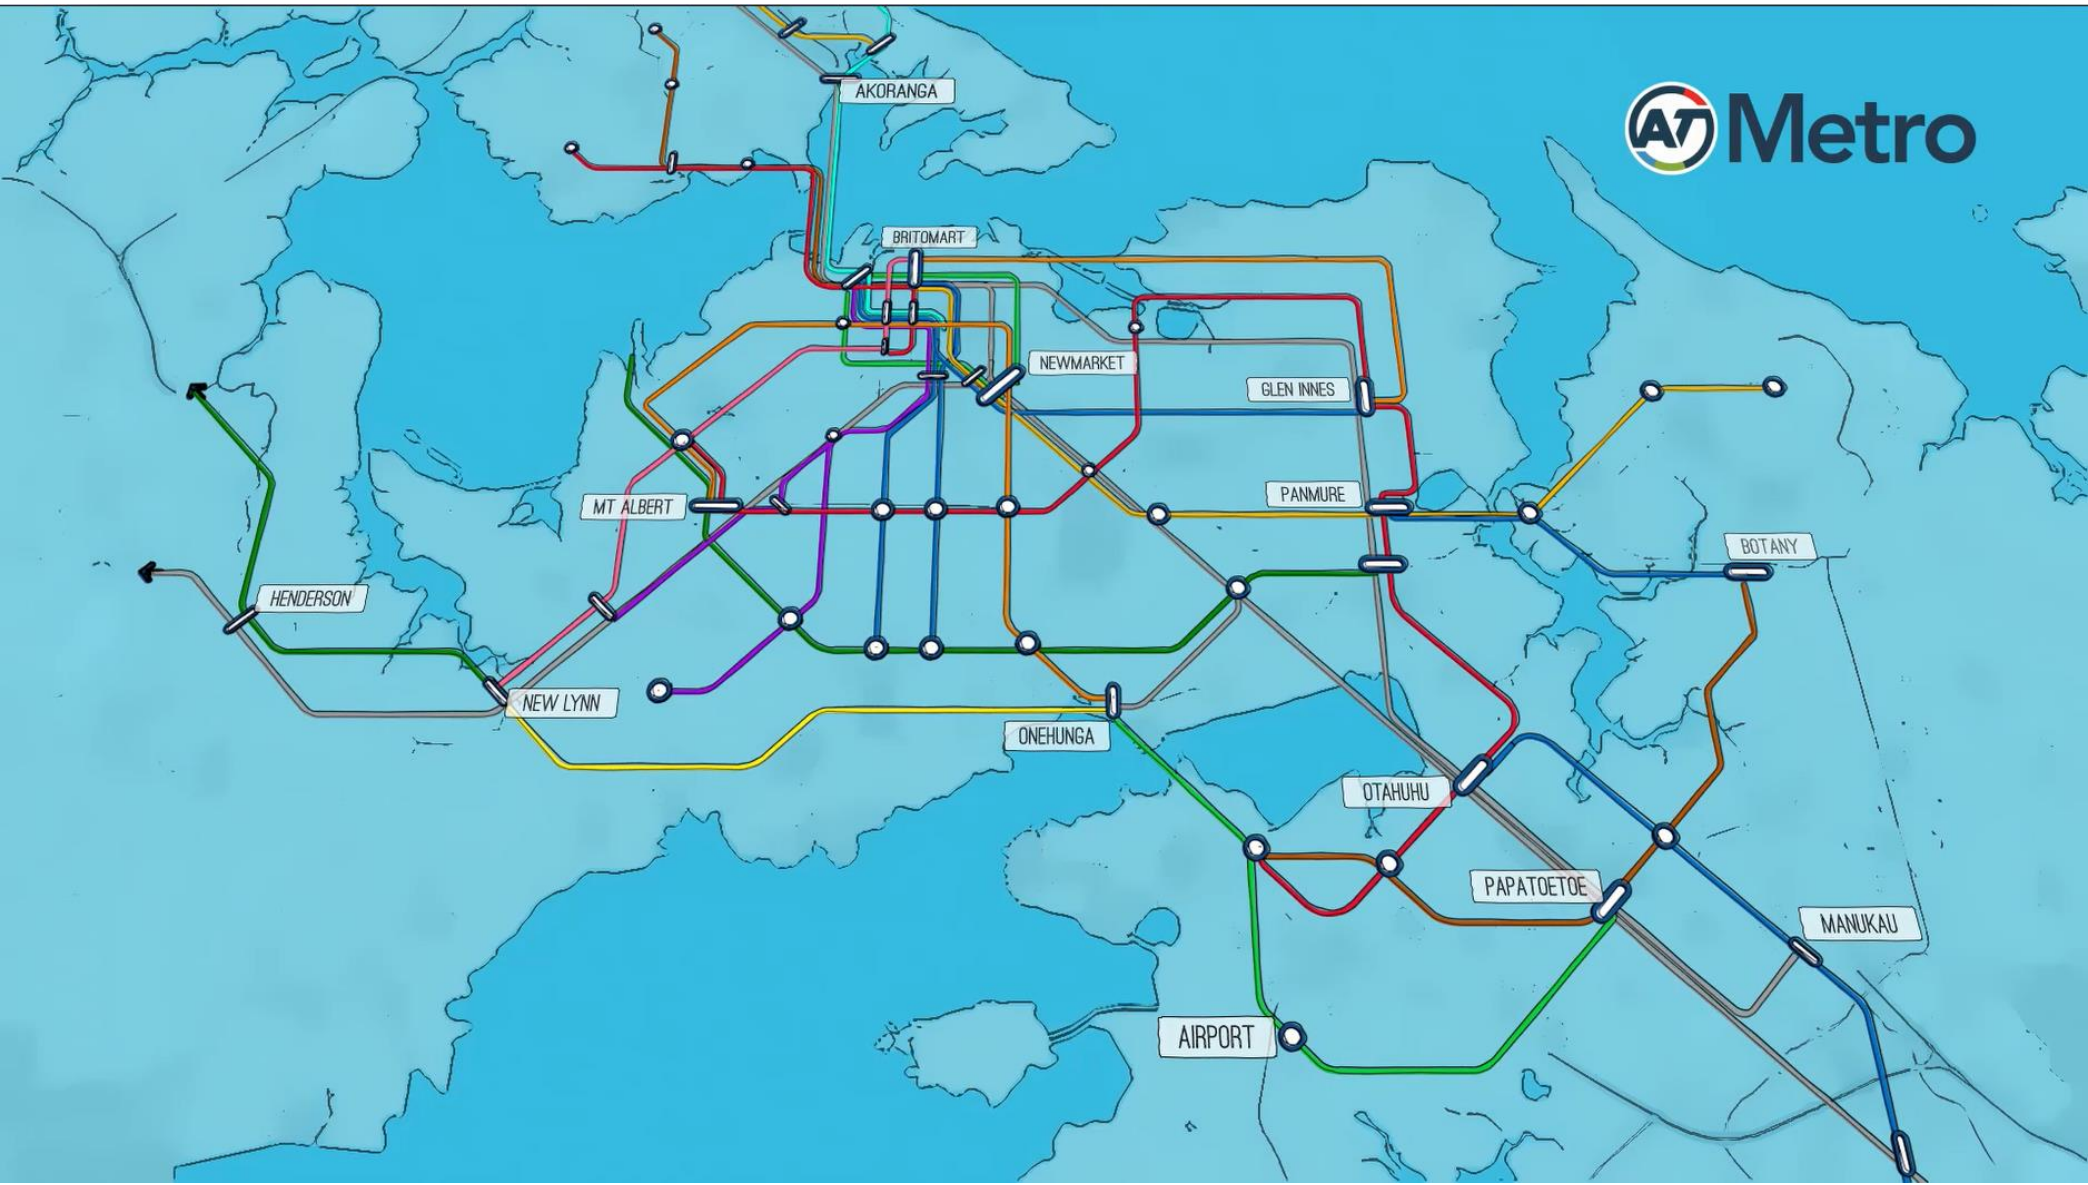 AKORANGA
AT Metro
BRITOMART
NEWMARKET
GLEN INNES
MT ALBERT
PANMURE
BOTANY
HENDERSON
NEW LYNN
ONEHUNGA
OTAHUHU
PAPATOETOE
MANUKAU
AIRPORT